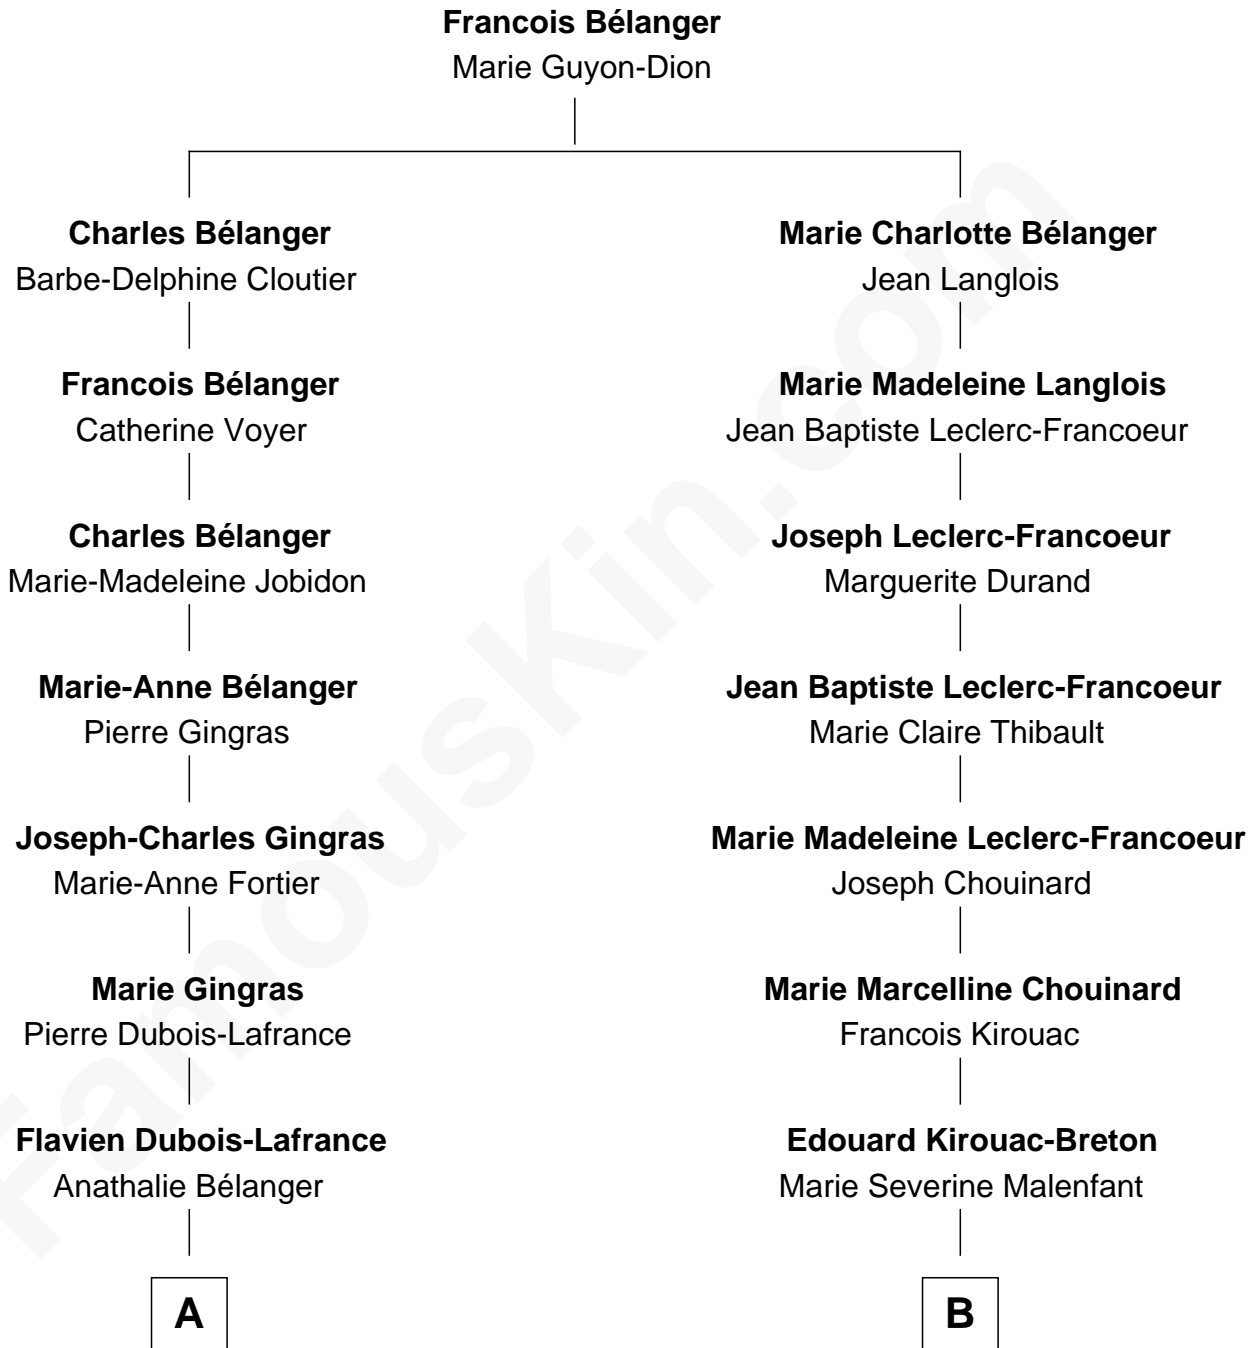 Francois Bélanger
Marie Guyon-Dion
Charles Bélanger
Barbe-Delphine Cloutier
Francois Bélanger
Catherine Voyer
Charles Bélanger
Marie-Madeleine Jobidon
Marie-Anne Bélanger
Pierre Gingras
Joseph-Charles Gingras
Marie-Anne Fortier
Marie Gingras
Pierre Dubois-Lafrance
Flavien Dubois-Lafrance
Anathalie Bélanger
A
Marie Charlotte Bélanger
Jean Langlois
Marie Madeleine Langlois
Jean Baptiste Leclerc-Francoeur
Joseph Leclerc-Francoeur
Marguerite Durand
Jean Baptiste Leclerc-Francoeur
Marie Claire Thibault
Marie Madeleine Leclerc-Francoeur
Joseph Chouinard
Marie Marcelline Chouinard
Francois Kirouac
Edouard Kirouac-Breton
Marie Severine Malenfant
B
FamousKin.com